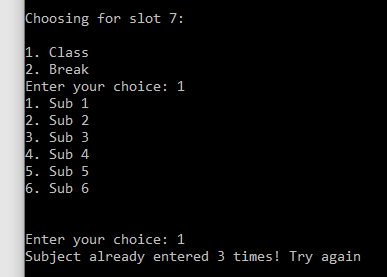 Choosing for slot 7:
1. Class
2. Break
Enter your choice: 1
1. Sub 1
2. Sub 2
3. Sub 3
4. Sub 4
5. Sub 5
6. Sub 6
Enter your choice: 1
Subject already entered 3 times! Try again